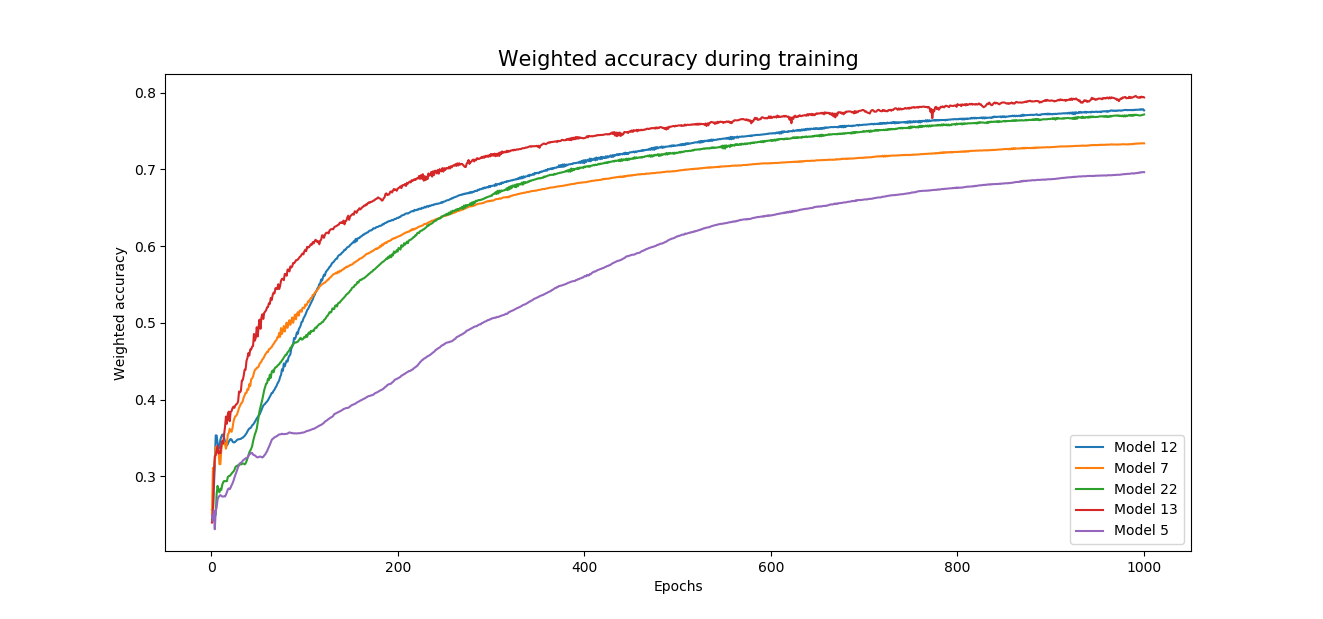 Weighted accuracy during training
Weighted accuracy
0.8
0.7
0.6
0.5
0.4
0.3
0
200
400
600
800
1000
Epochs
Model 12
Model 7
Model 22
Model 13
Model 5